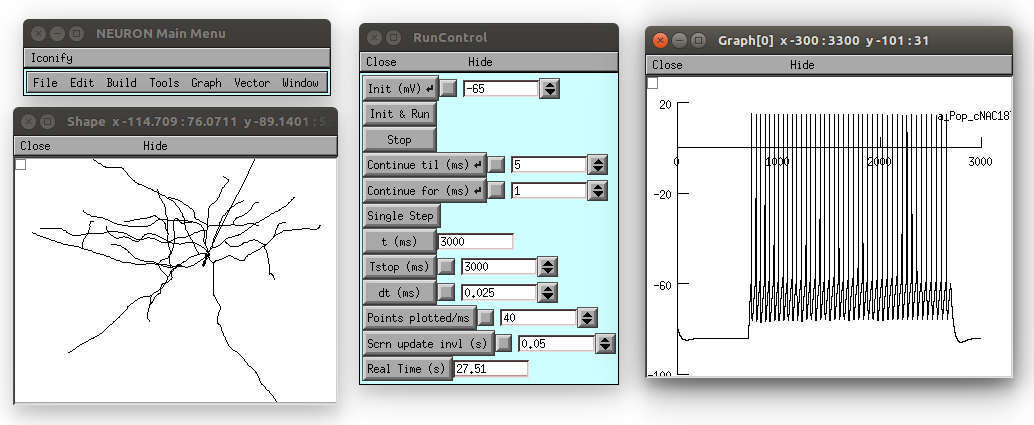 NEURON Main Menu
Iconify
File Edit Build Tools Graph Vector Window
Shape x -114.709 : 76.0711 y -89.1401 :
Close Hide
RunControl
Close Hide
Init (mV) -65
Init & Run
Stop
Continue til (ms) 5
Continue for (ms) 1
Single Step
t (ms) 3000
Tstop (ms) 3000
dt (ms) 0.025
Points plotted/ms 40
Scrn update invl (s) 0.05
Real Time (s) 27.51
Graph[0] x -300 : 3300 y -101 : 31
Close Hide
20
a_Pop_cNAC18
0 1000 2000 3000
-20
-60
-100